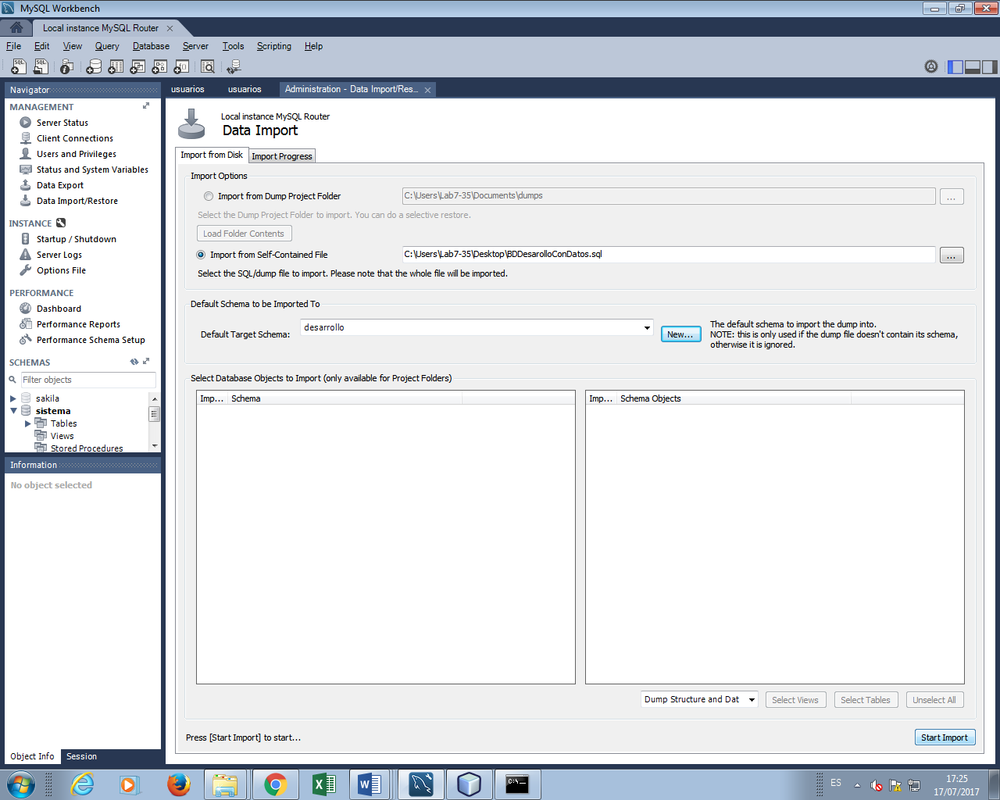 MySQL Workbench
Local instance MySQL Router
File Edit View Query Database Server Tools Scripting Help
Navigator
MANAGEMENT
Server Status
Client Connections
Users and Privileges
Status and System Variables
Data Export
Data Import/Restore
INSTANCE
Startup / Shutdown
Server Logs
Options File
PERFORMANCE
Dashboard
Performance Reports
Performance Schema Setup
SCHEMAS
Filter objects
sakila
sistema
Tables
Views
Stored Procedures
Information
No object selected
Object Info Session
usuarios usuarios Administration - Data Import/Res...
Local instance MySQL Router
Data Import
Import from Disk Import Progress
Import Options
Import from Dump Project Folder C:\Users\Lab7-35\Documents\dumps ...
Select the Dump Project Folder to import. You can do a selective restore.
Load Folder Contents
Import from Self-Contained File C:\Users\Lab7-35\Desktop\BDDesarolloConDatos.sql ...
Select the SQL/dump file to import. Please note that the whole file will be imported.
Default Schema to be Imported To
Default Target Schema: desarrollo New...
The default schema to import the dump into.
NOTE: this is only used if the dump file doesn't contain its schema,
otherwise it is ignored.
Select Database Objects to Import (only available for Project Folders)
Imp... Schema Imp... Schema Objects
Dump Structure and Dat Select Views Select Tables Unselect All
Press [Start Import] to start... Start Import
ES 17:25
17/07/2017